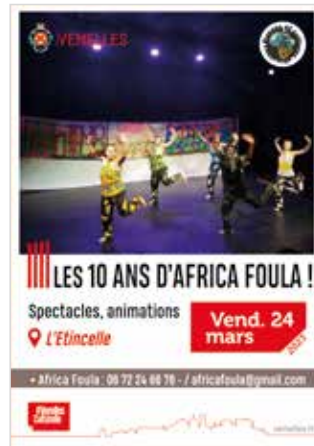 VENELLES
LES 10 ANS D'AFRICA FOULA !
Spectacles, animations
L'Etincelle
Vend. 24
mars
2023
+ Africa Foula : 06 72 24 66 76 - / africafoula@gmail.com